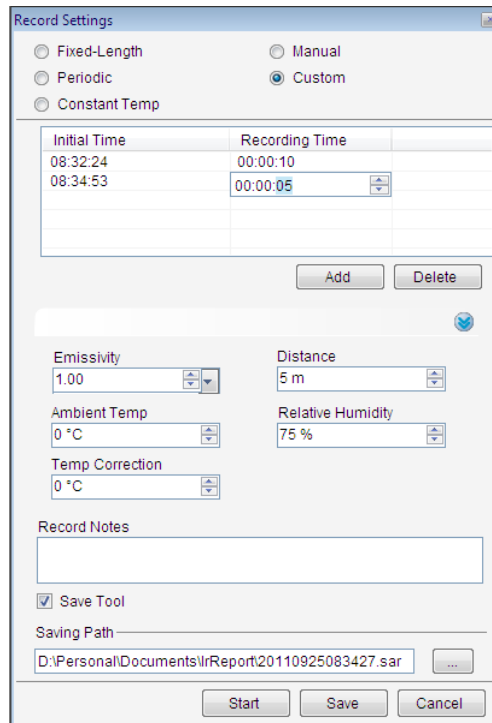 Record Settings
Fixed-Length Manual
Periodic Custom
Constant Temp
Initial Time Recording Time
08:32:24 00:00:10
08:34:53 00:00:05
Add Delete
Emissivity Distance
1.00 5 m
Ambient Temp Relative Humidity
0 °C 75 %
Temp Correction
0 °C
Record Notes
Save Tool
Saving Path
D:\Personal\Documents\IrReport\20110925083427.sar ...
Start Save Cancel